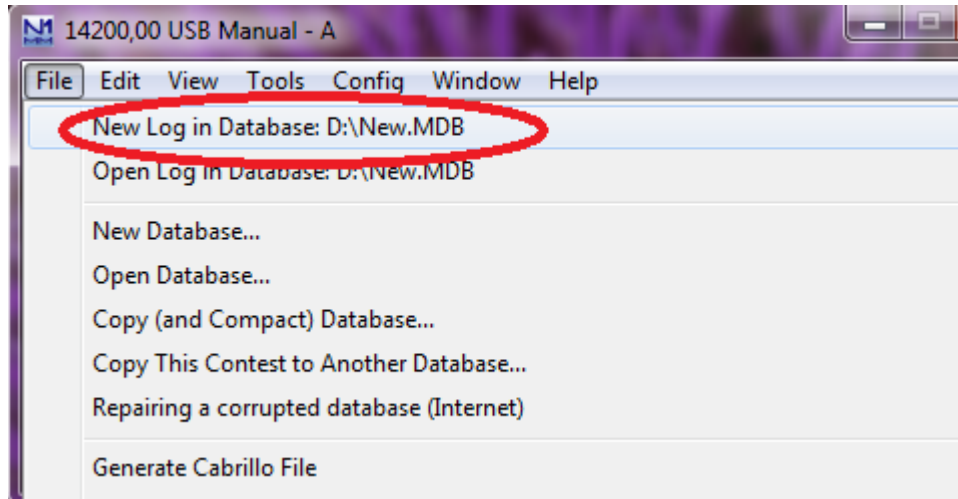 N1 MM 14200,00 USB Manual - A
File Edit View Tools Config Window Help
New Log in Database: D:\New.MDB
Open Log in Database: D:\New.MDB
New Database...
Open Database...
Copy (and Compact) Database...
Copy This Contest to Another Database...
Repairing a corrupted database (Internet)
Generate Cabrillo File